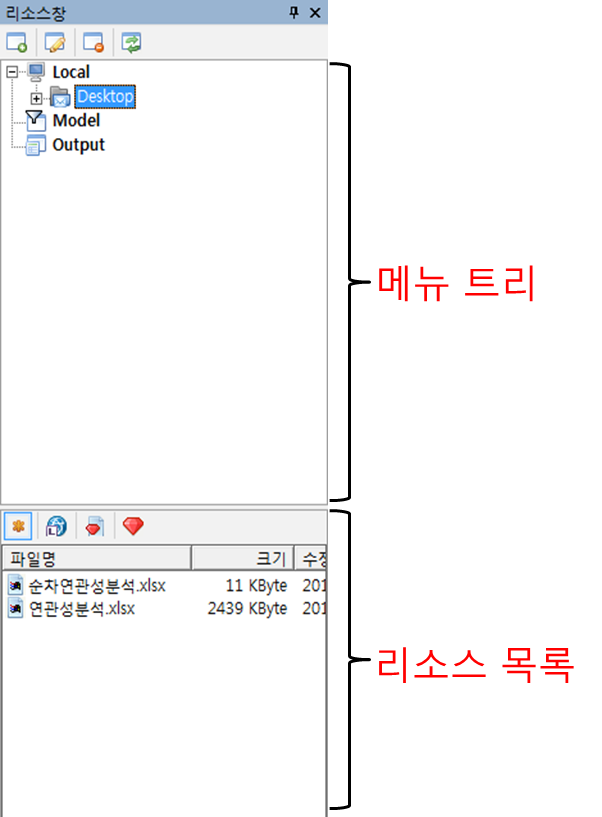 리소스창
Local
Desktop
Model
Output
메뉴 트리
파일명 크기 수정
순차연관성분석.xlsx 11 KByte 201
연관성분석.xlsx 2439 KByte 201
리소스 목록